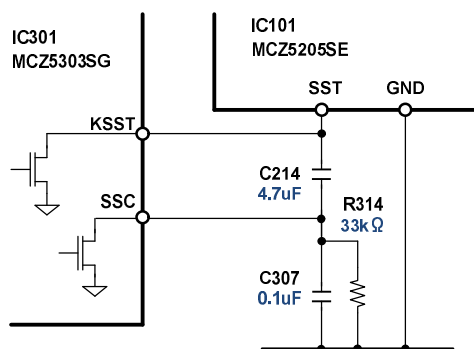 IC301
MCZ5303SG
IC101
MCZ5205SE
SST
GND
KSST
C214
4.7uF
SSC
R314
33kΩ
C307
0.1uF